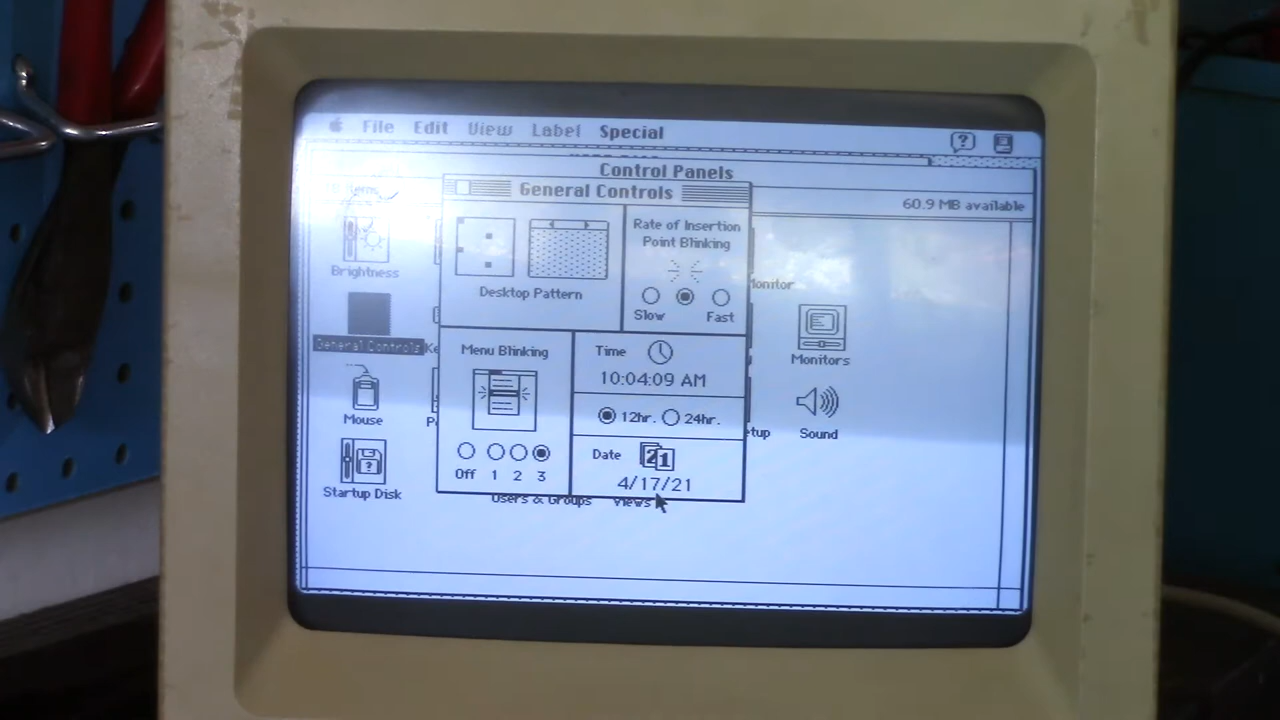 File Edit View Label Special
Control Panels
General Controls
60.9 MB available
Rate of Insertion
Point Blinking
Desktop Pattern
Slow Fast
Brightness
Monitor
General Controls
Menu Blinking
Time
10:04:09 AM
Monitors
12hr. 24hr.
Mouse
Sound
Date
21
4/17/21
Off 1 2 3
Startup Disk
Users & Groups Views